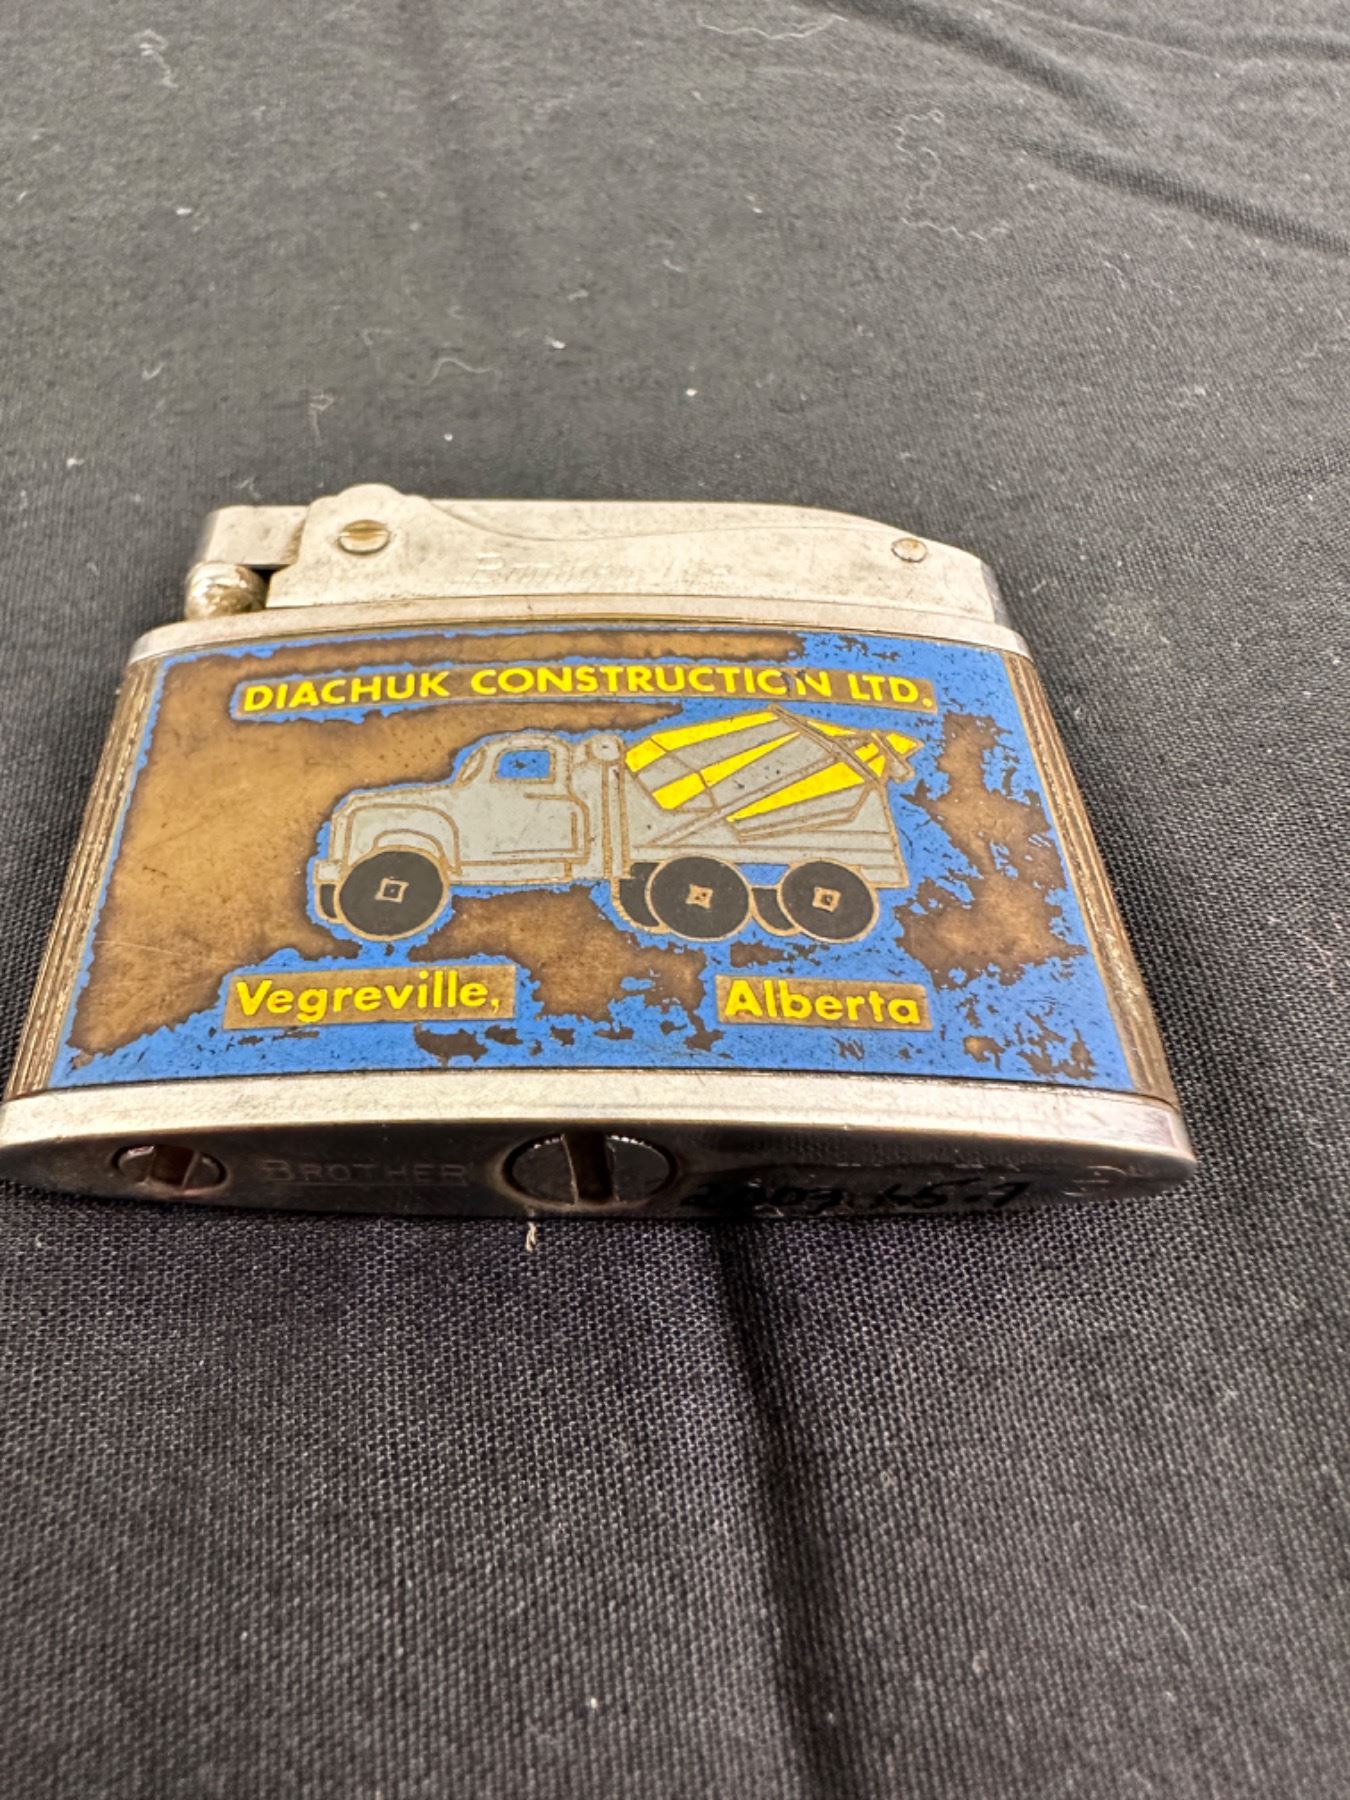 DIACHUK CONSTRUCTION LTD.
Vegreville, Alberta
BROTHER